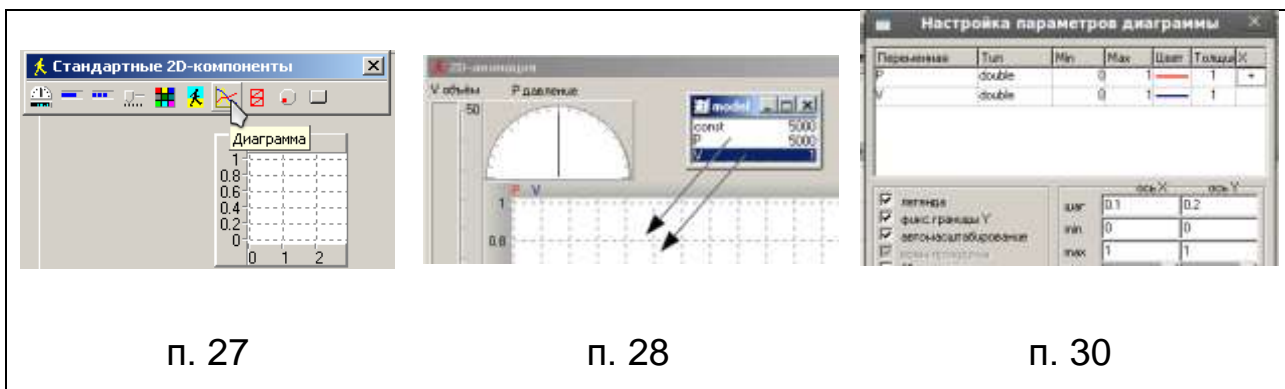 Стандартные 2D-компоненты
Диаграмма
1
0.8
0.6
0.4
0.2
0
0 1 2
п. 27
2D-анимация
V объём P давление
50
model
const 5000
P 5000
V 1
P V
1
0.8
п. 28
Настройка параметров диаграммы
Переменная Тип Min Max Цвет Толщи X
P double 0 1 1 +
V double 0 1 1
ось X ось Y
легенда
шаг 0.1 0.2
фикс.границы Y
min 0 0
автомасштабирование
max 1 1
п. 30